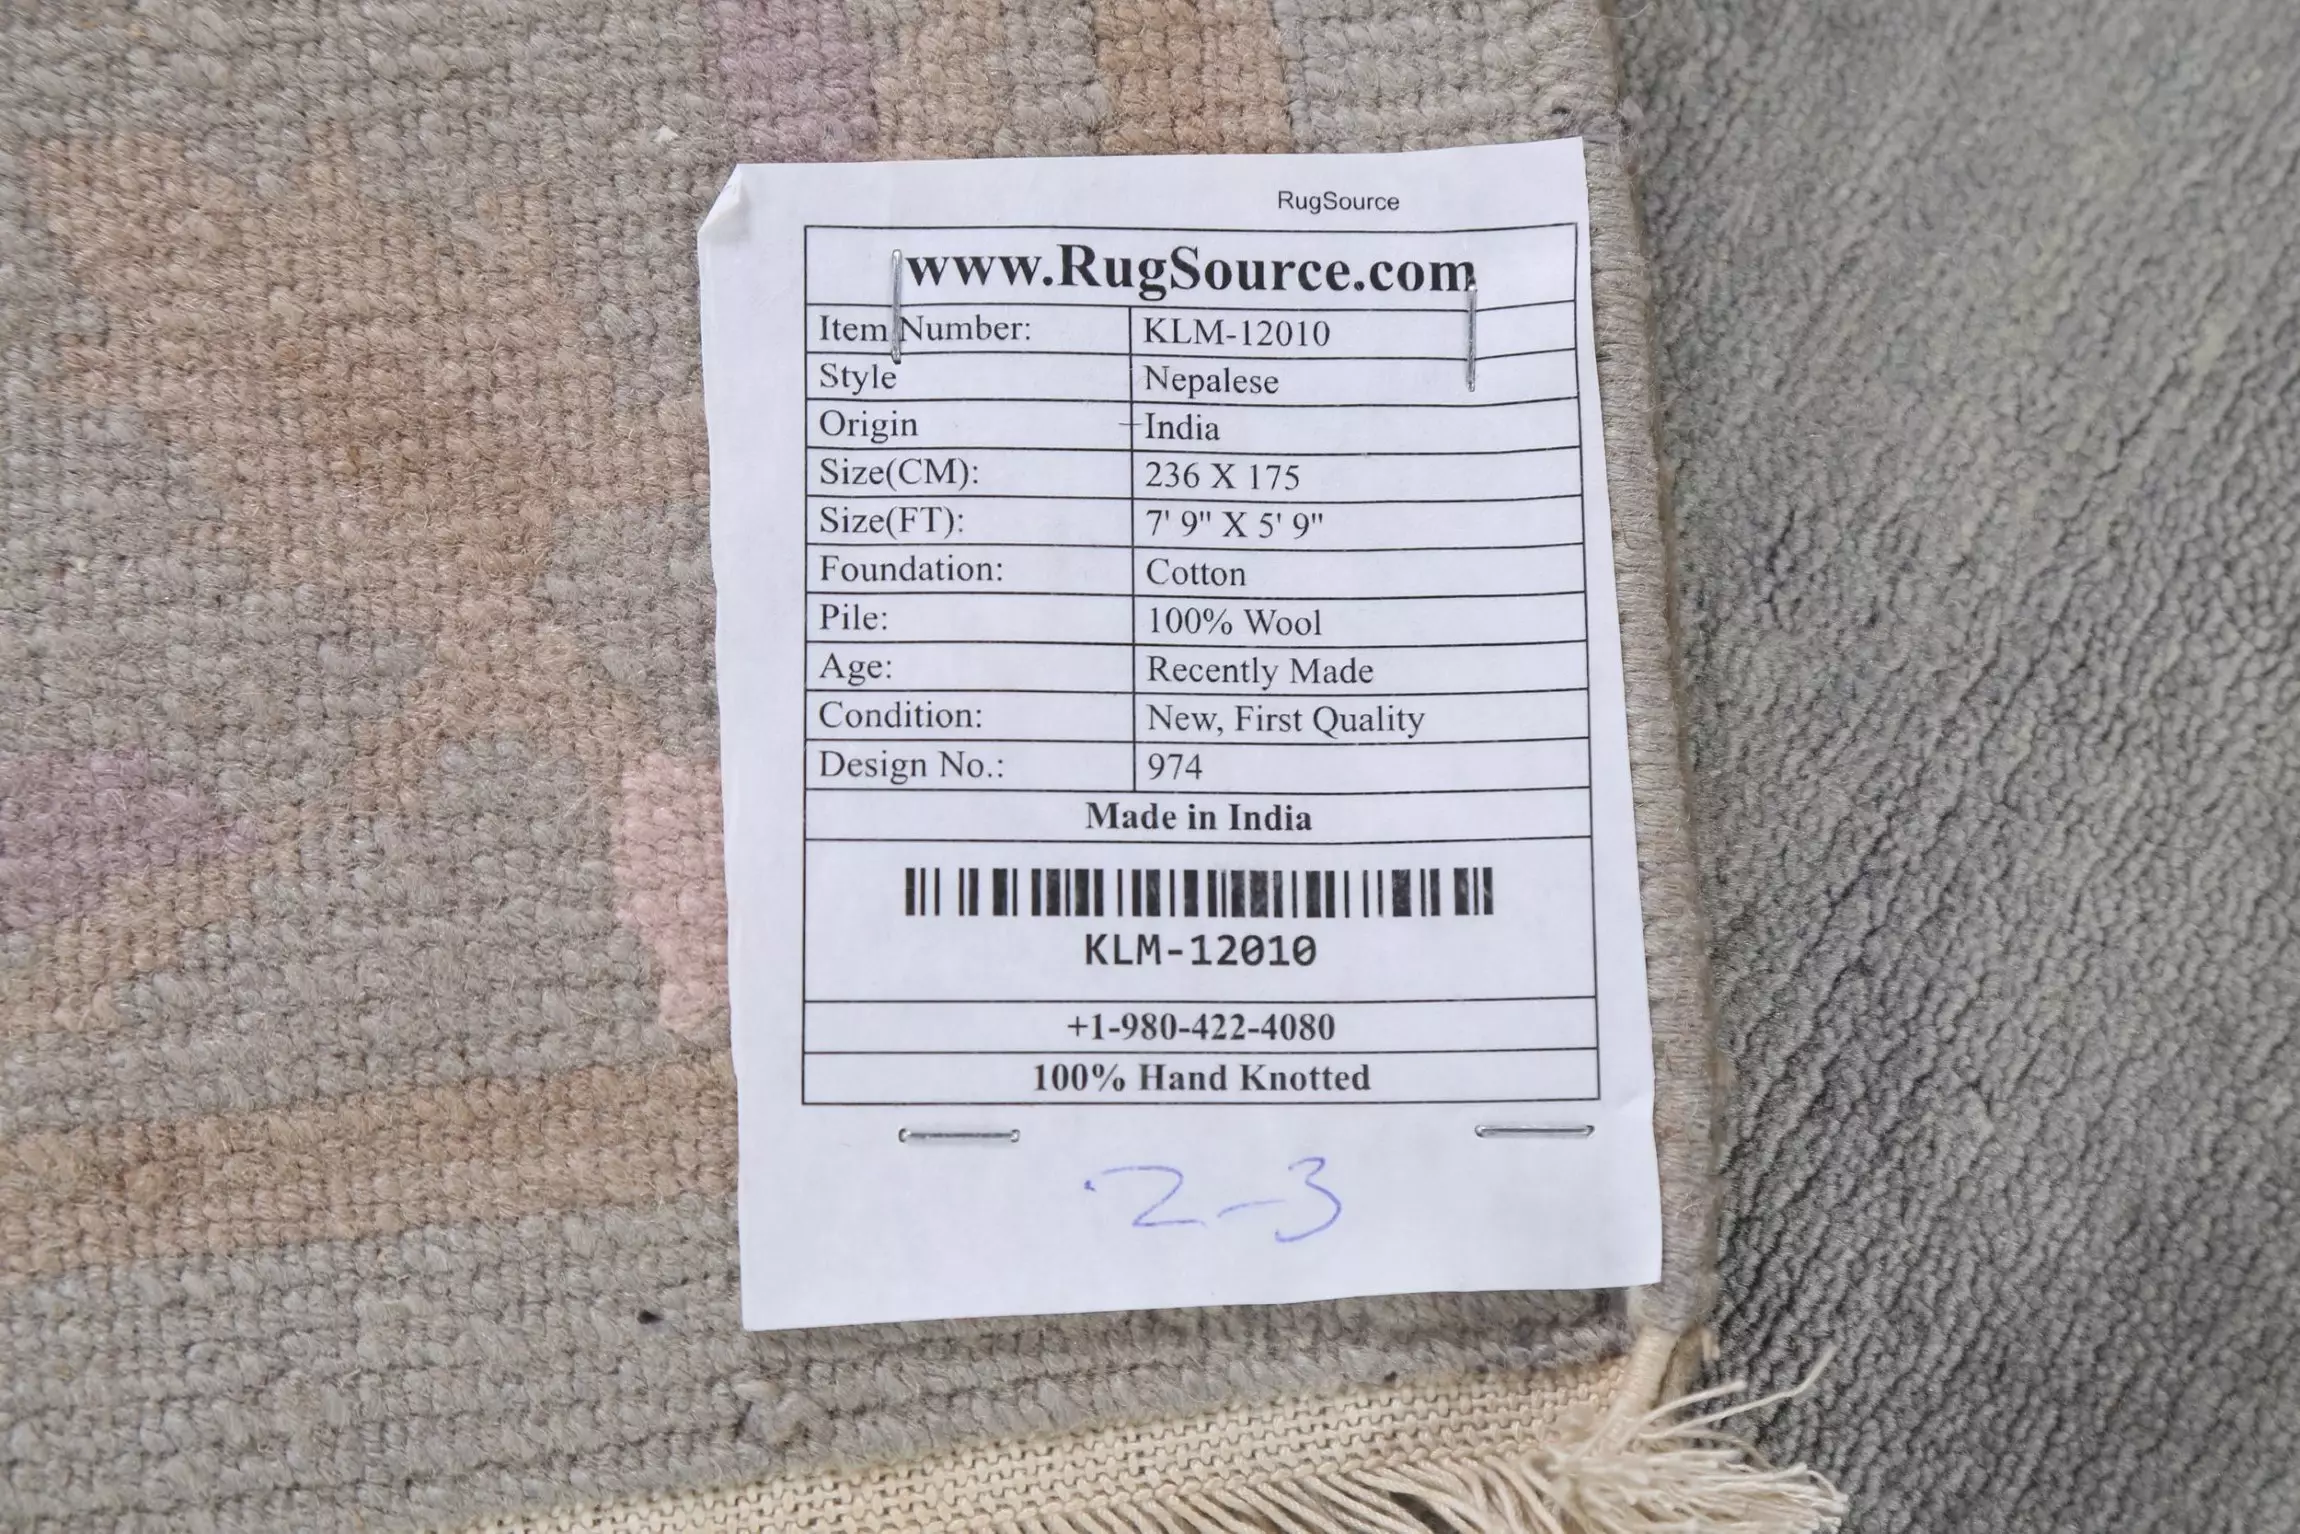 RugSource
www.RugSource.com
Item Number: KLM-12010
Style Nepalese
Origin India
Size(CM): 236 X 175
Size(FT): 7' 9" X 5' 9"
Foundation: Cotton
Pile: 100% Wool
Age: Recently Made
Condition: New, First Quality
Design No.: 974
Made in India
KLM-12010
+1-980-422-4080
100% Hand Knotted
2-3